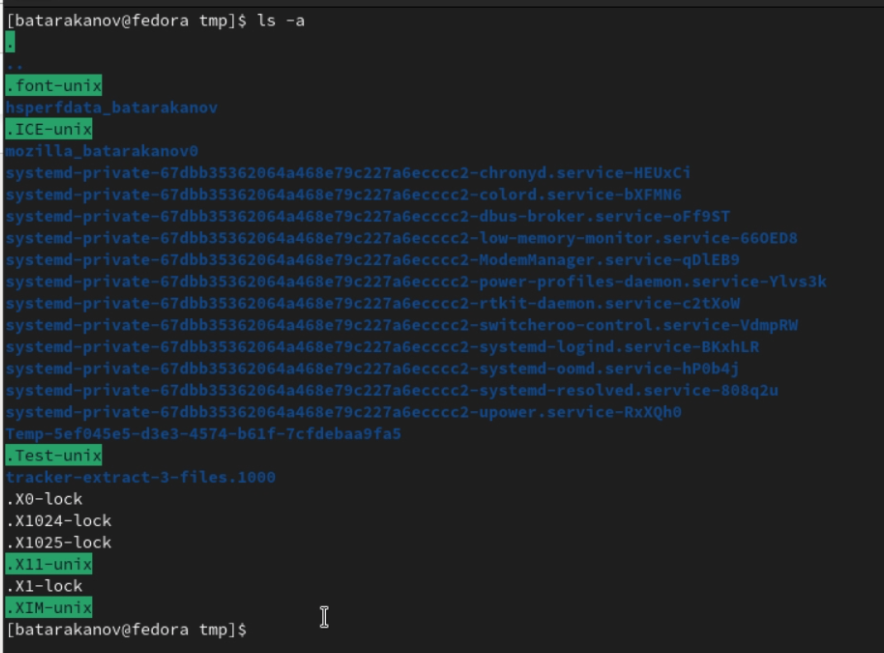 [batarakanov@fedora tmp]$ ls -a
.
..
.font-unix
hsperfdata_batarakanov
.ICE-unix
mozilla_batarakanov0
systemd-private-67dbb35362064a468e79c227a6ecccc2-chronyd.service-HEUxCi
systemd-private-67dbb35362064a468e79c227a6ecccc2-colord.service-bXFMN6
systemd-private-67dbb35362064a468e79c227a6ecccc2-dbus-broker.service-oFf9ST
systemd-private-67dbb35362064a468e79c227a6ecccc2-low-memory-monitor.service-66OED8
systemd-private-67dbb35362064a468e79c227a6ecccc2-ModemManager.service-qDlEB9
systemd-private-67dbb35362064a468e79c227a6ecccc2-power-profiles-daemon.service-Ylvs3k
systemd-private-67dbb35362064a468e79c227a6ecccc2-rtkit-daemon.service-c2tXoW
systemd-private-67dbb35362064a468e79c227a6ecccc2-switcheroo-control.service-VdmpRW
systemd-private-67dbb35362064a468e79c227a6ecccc2-systemd-logind.service-BKxhLR
systemd-private-67dbb35362064a468e79c227a6ecccc2-systemd-oomd.service-hP0b4j
systemd-private-67dbb35362064a468e79c227a6ecccc2-systemd-resolved.service-808q2u
systemd-private-67dbb35362064a468e79c227a6ecccc2-upower.service-RxXQh0
Temp-5ef045e5-d3e3-4574-b61f-7cfdebaa9fa5
.Test-unix
tracker-extract-3-files.1000
.X0-lock
.X1024-lock
.X1025-lock
.X11-unix
.X1-lock
.XIM-unix
[batarakanov@fedora tmp]$